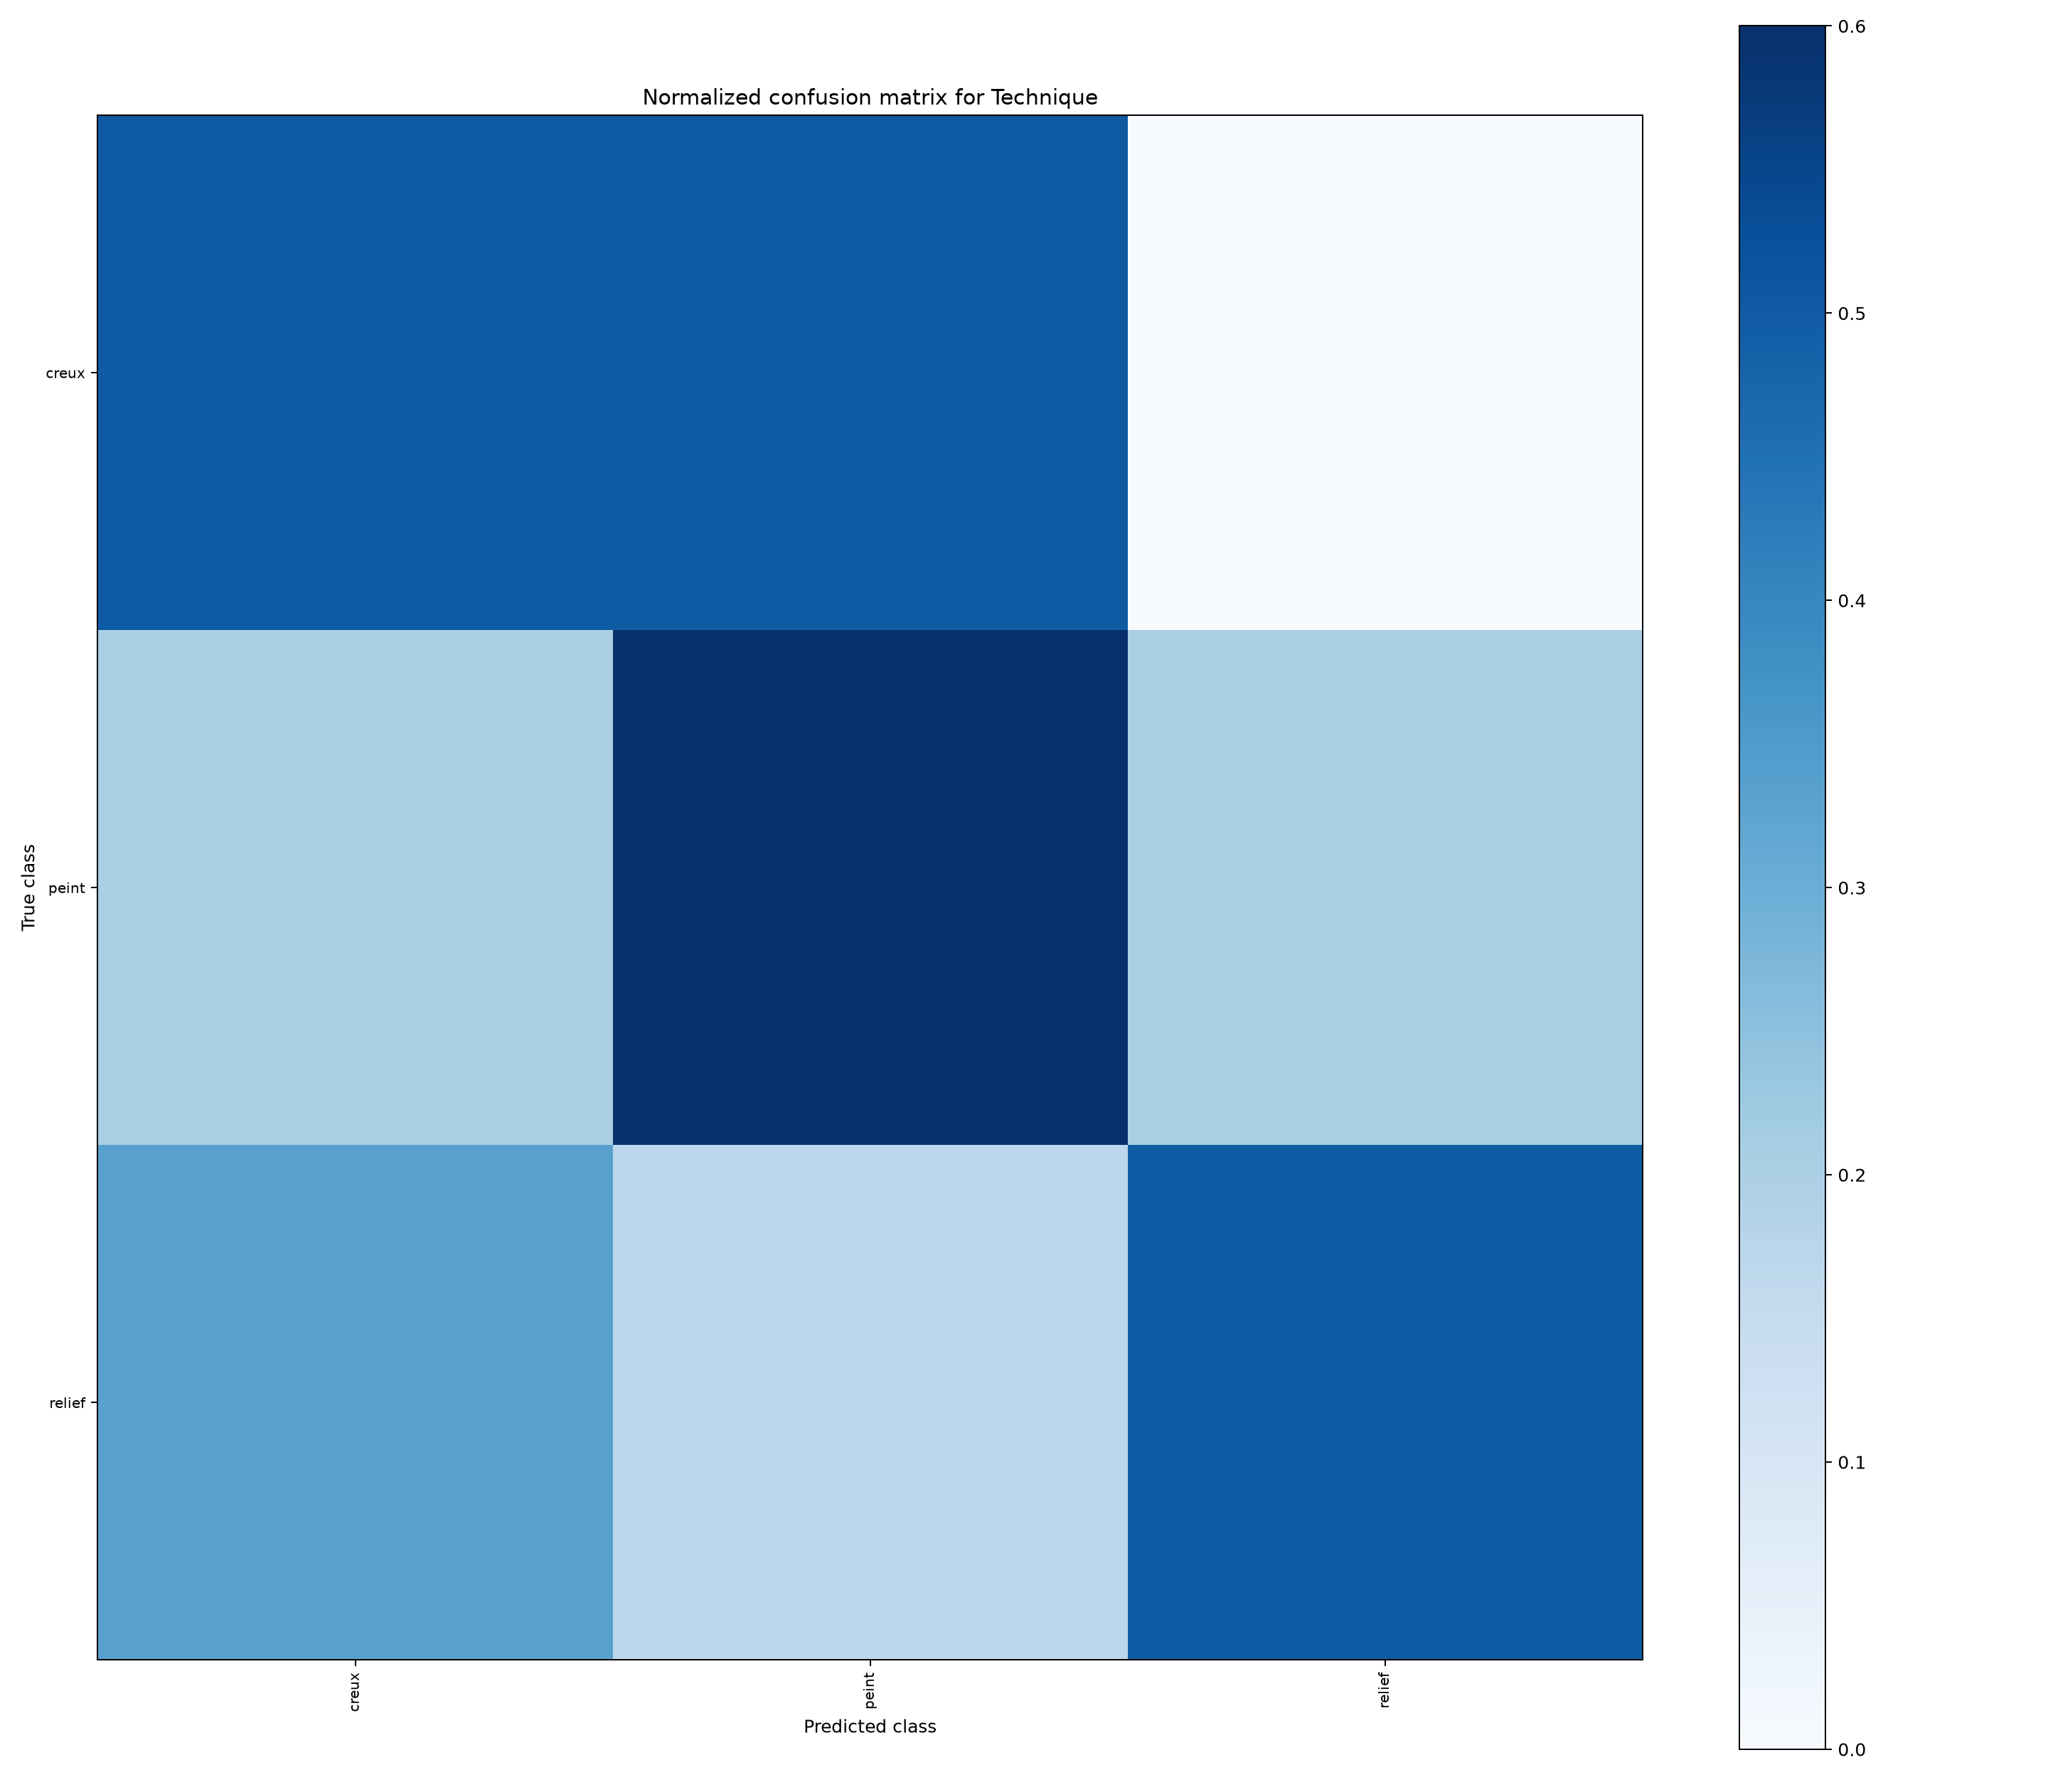 Normalized confusion matrix for Technique
True class
creux
peint
relief
creux
peint
relief
Predicted class
0.6
0.5
0.4
0.3
0.2
0.1
0.0